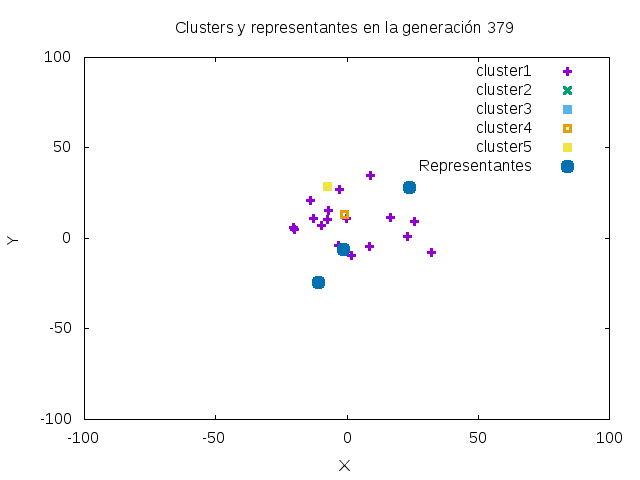 Clusters y representantes en la generación 379
100
50
0
-50
-100
-100
-50
0
50
100
Y
X
cluster1
cluster2
cluster3
cluster4
cluster5
Representantes